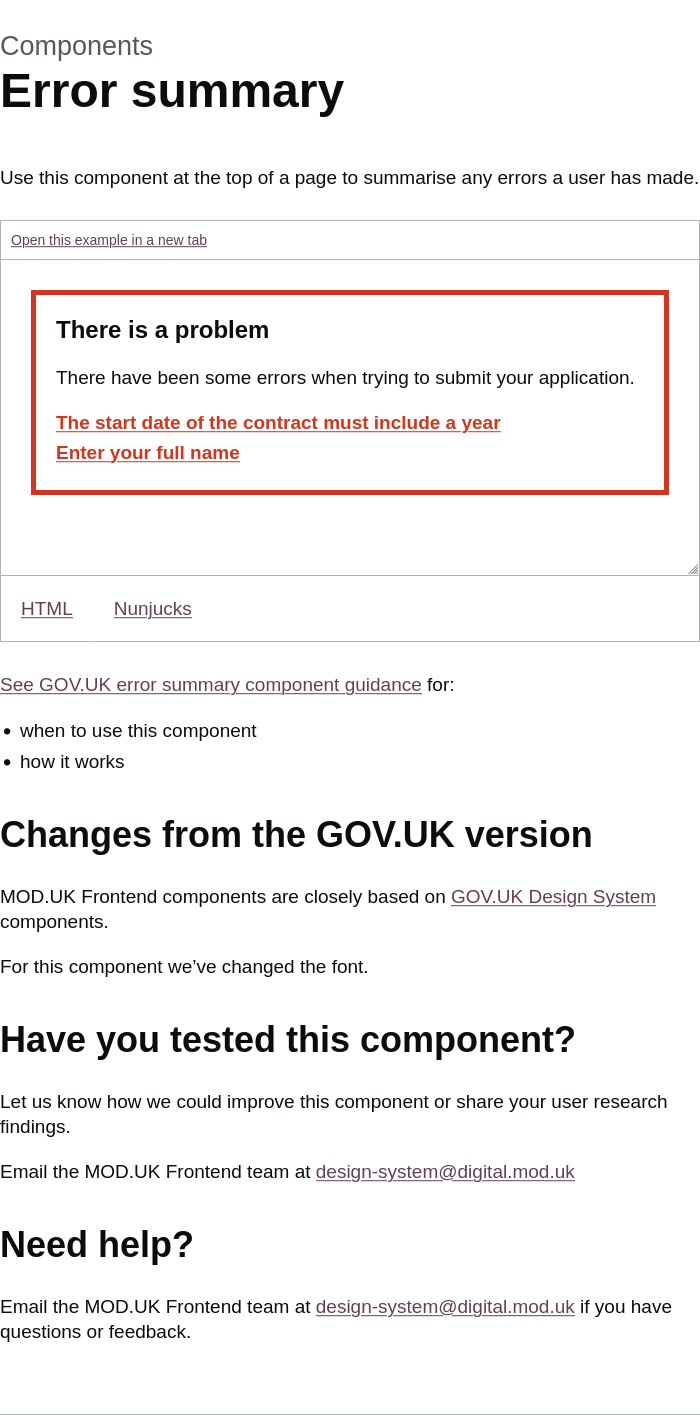 Components
Error summary
Use this component at the top of a page to summarise any errors a user has made.
Open this example in a new tab
There is a problem
There have been some errors when trying to submit your application.
The start date of the contract must include a year
Enter your full name
HTML Nunjucks
See GOV.UK error summary component guidance for:
• when to use this component
• how it works
Changes from the GOV.UK version
MOD.UK Frontend components are closely based on GOV.UK Design System
components.
For this component we’ve changed the font.
Have you tested this component?
Let us know how we could improve this component or share your user research
findings.
Email the MOD.UK Frontend team at design-system@digital.mod.uk
Need help?
Email the MOD.UK Frontend team at design-system@digital.mod.uk if you have
questions or feedback.